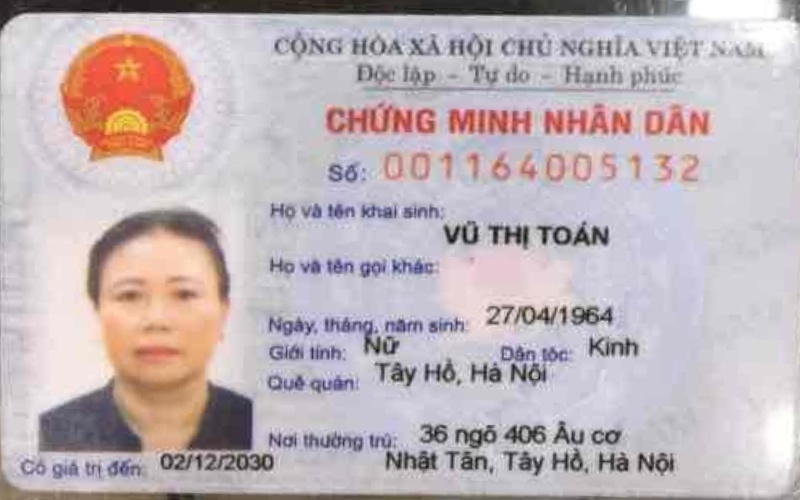 CỘNG HÒA XÃ HỘI CHỦ NGHĨA VIỆT NAM
Độc lập - Tự do - Hạnh phúc
CHỨNG MINH NHÂN DÂN
Số: 001164005132
Họ và tên khai sinh:
VŨ THỊ TOÁN
Họ và tên gọi khác:
Ngày, tháng, năm sinh: 27/04/1964
Giới tính: Nữ Dân tộc: Kinh
Quê quán: Tây Hồ, Hà Nội
Nơi thường trú: 36 ngõ 406 Âu cơ
Nhật Tân, Tây Hồ, Hà Nội
Có giá trị đến: 02/12/2030